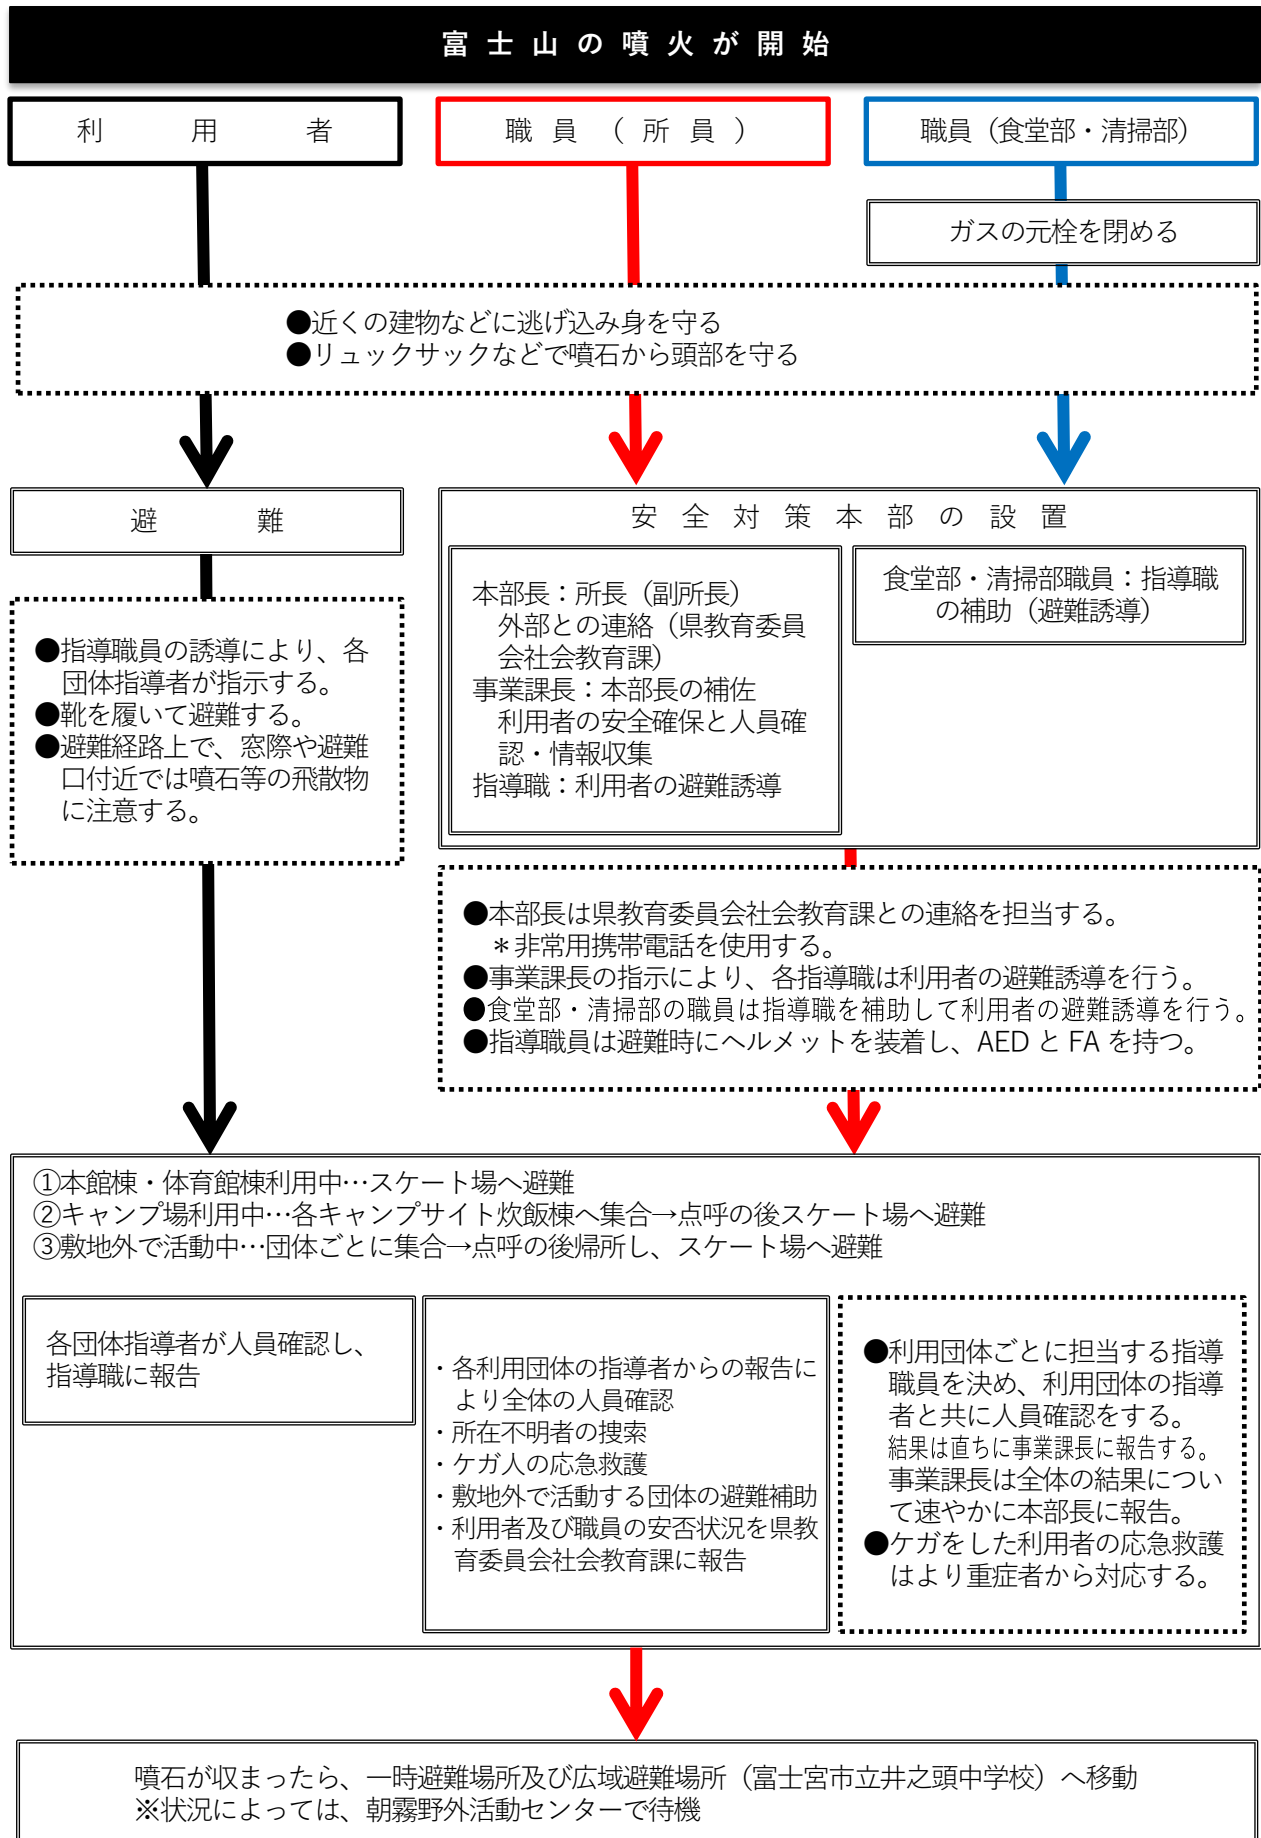 富士山の噴火が開始
利用者
職員（所員）
職員（食堂部・清掃部）
ガスの元栓を閉める
●近くの建物などに逃げ込み身を守る
●リュックサックなどで噴石から頭部を守る
避難
●指導職員の誘導により、各
団体指導者が指示する。
●靴を履いて避難する。
●避難経路上で、窓際や避難
口付近では噴石等の飛散物
に注意する。
安全対策本部の設置
本部長：所長（副所長）
外部との連絡（県教育委員
会社会教育課）
事業課長：本部長の補佐
利用者の安全確保と人員確
認・情報収集
指導職：利用者の避難誘導
食堂部・清掃部職員：指導職
の補助（避難誘導）
●本部長は県教育委員会社会教育課との連絡を担当する。
＊非常用携帯電話を使用する。
●事業課長の指示により、各指導職は利用者の避難誘導を行う。
●食堂部・清掃部の職員は指導職を補助して利用者の避難誘導を行う。
●指導職員は避難時にヘルメットを装着し、AED と FA を持つ。
①本館棟・体育館棟利用中…スケート場へ避難
②キャンプ場利用中…各キャンプサイト炊飯棟へ集合→点呼の後スケート場へ避難
③敷地外で活動中…団体ごとに集合→点呼の後帰所し、スケート場へ避難
各団体指導者が人員確認し、
指導職に報告
・各利用団体の指導者からの報告に
より全体の人員確認
・所在不明者の捜索
・ケガ人の応急救護
・敷地外で活動する団体の避難補助
・利用者及び職員の安否状況を県教
育委員会社会教育課に報告
●利用団体ごとに担当する指導
職員を決め、利用団体の指導
者と共に人員確認をする。
結果は直ちに事業課長に報告する。
事業課長は全体の結果につい
て速やかに本部長に報告。
●ケガをした利用者の応急救護
はより重症者から対応する。
噴石が収まったら、一時避難場所及び広域避難場所（富士宮市立井之頭中学校）へ移動
※状況によっては、朝霧野外活動センターで待機